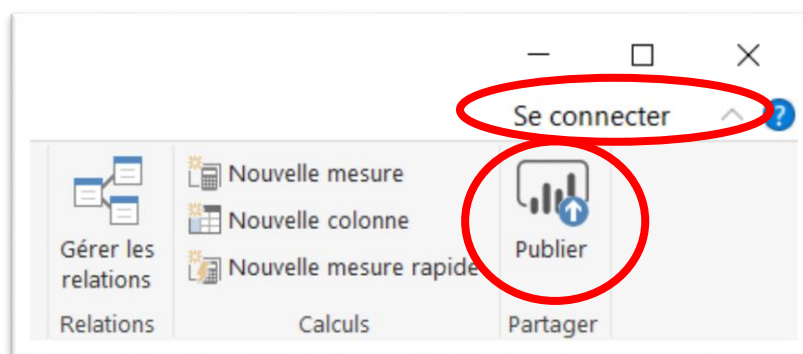 Se connecter
?
Gérer les
relations
Nouvelle mesure
Nouvelle colonne
Nouvelle mesure rapide
Publier
Relations
Calculs
Partager